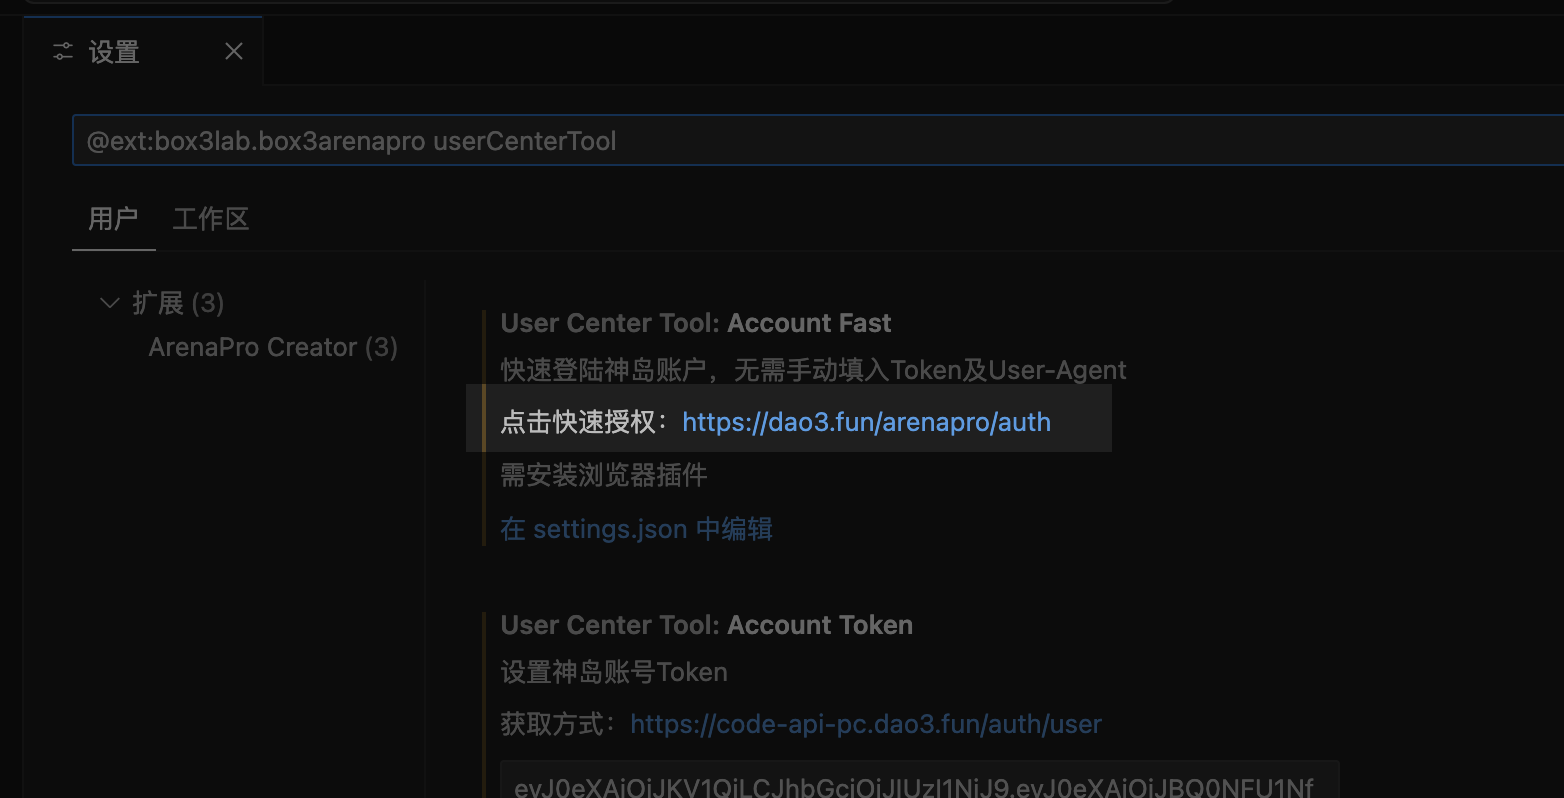 设置
@ext:box3lab.box3arenapro userCenterTool
用户 工作区
扩展 (3)
ArenaPro Creator (3)
User Center Tool: Account Fast
快速登陆神岛账户，无需手动填入Token及User-Agent
点击快速授权：https://dao3.fun/arenapro/auth
需安装浏览器插件
在 settings.json 中编辑
User Center Tool: Account Token
设置神岛账号Token
获取方式：https://code-api-pc.dao3.fun/auth/user
eyJ0eXAiOiJKV1QiLCJhbGciOiJIUzI1NiJ9.eyJ0eXAiOiJBQ0NFU1Nf